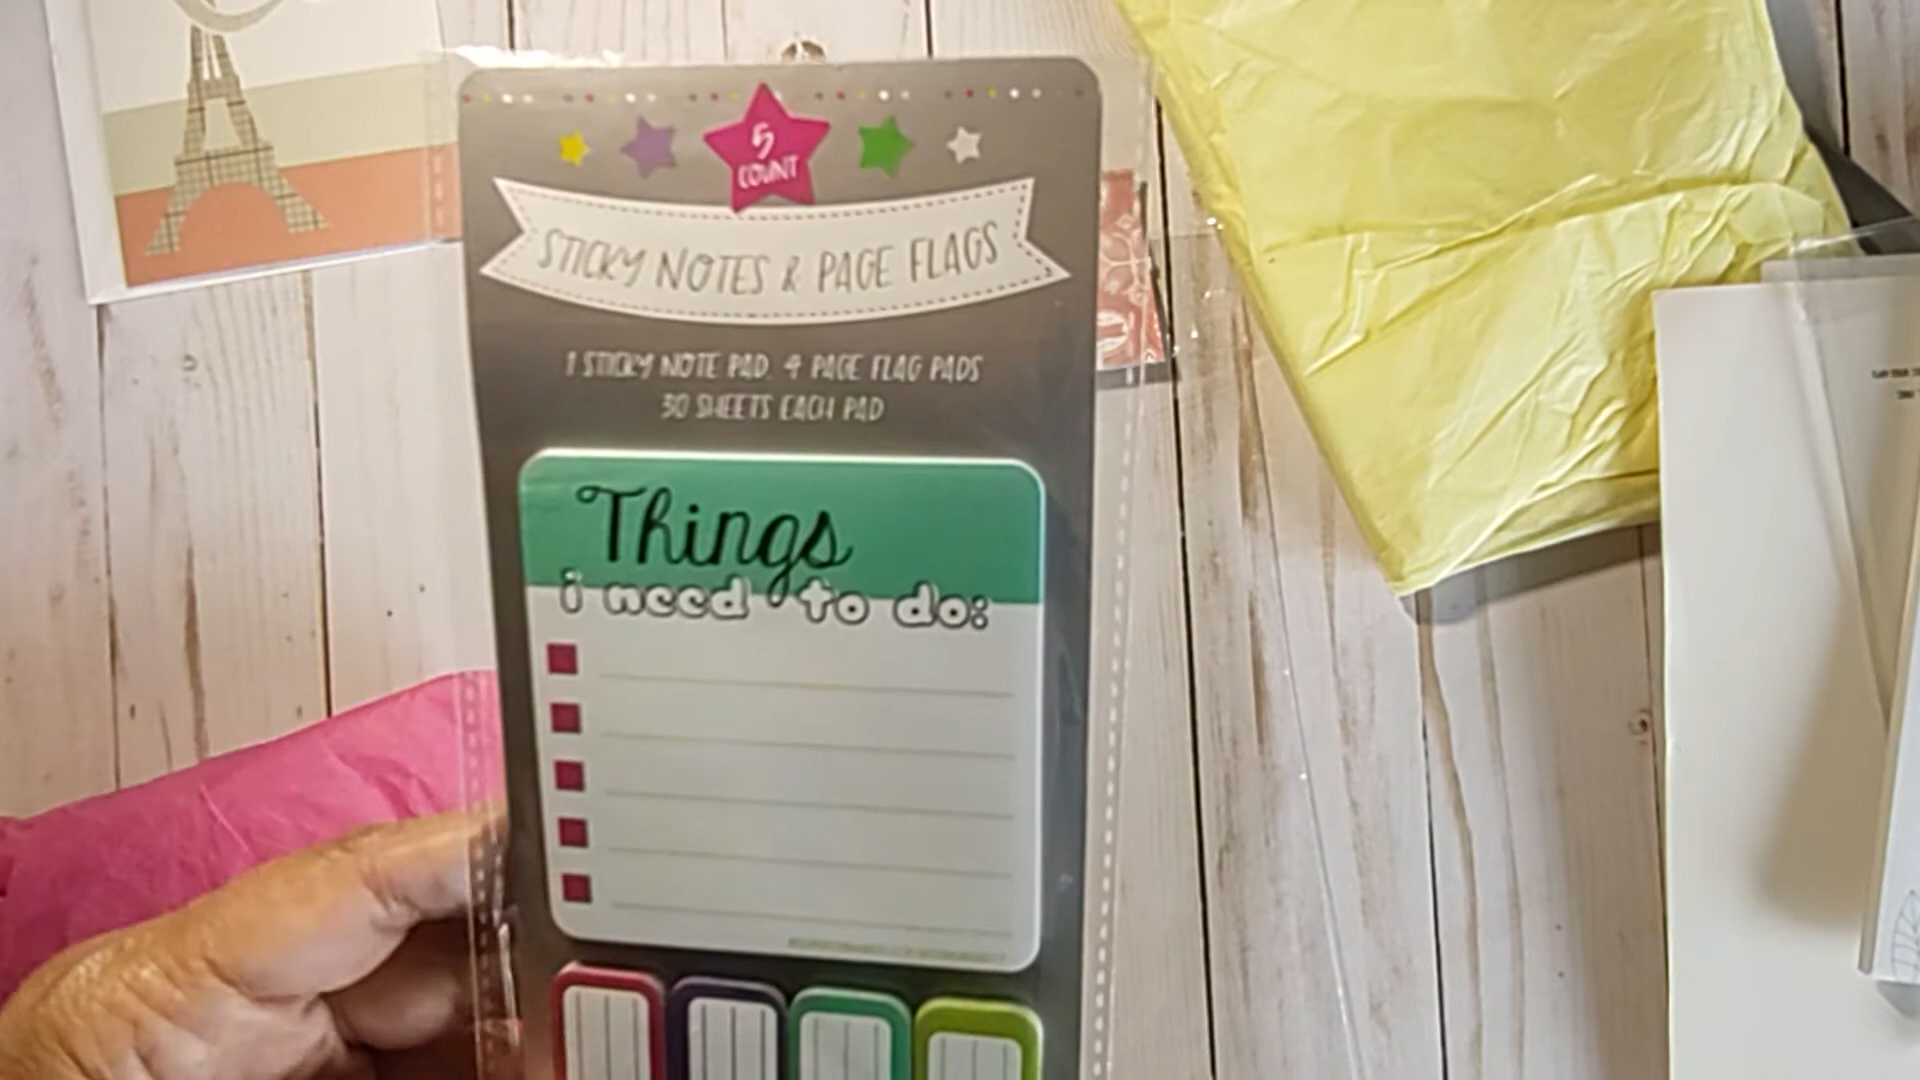 5
COUNT
STICKY NOTES & PAGE FLAGS
1 STICKY NOTE PAD, 4 PAGE FLAG PADS
30 SHEETS EACH PAD
Things
i need to do: